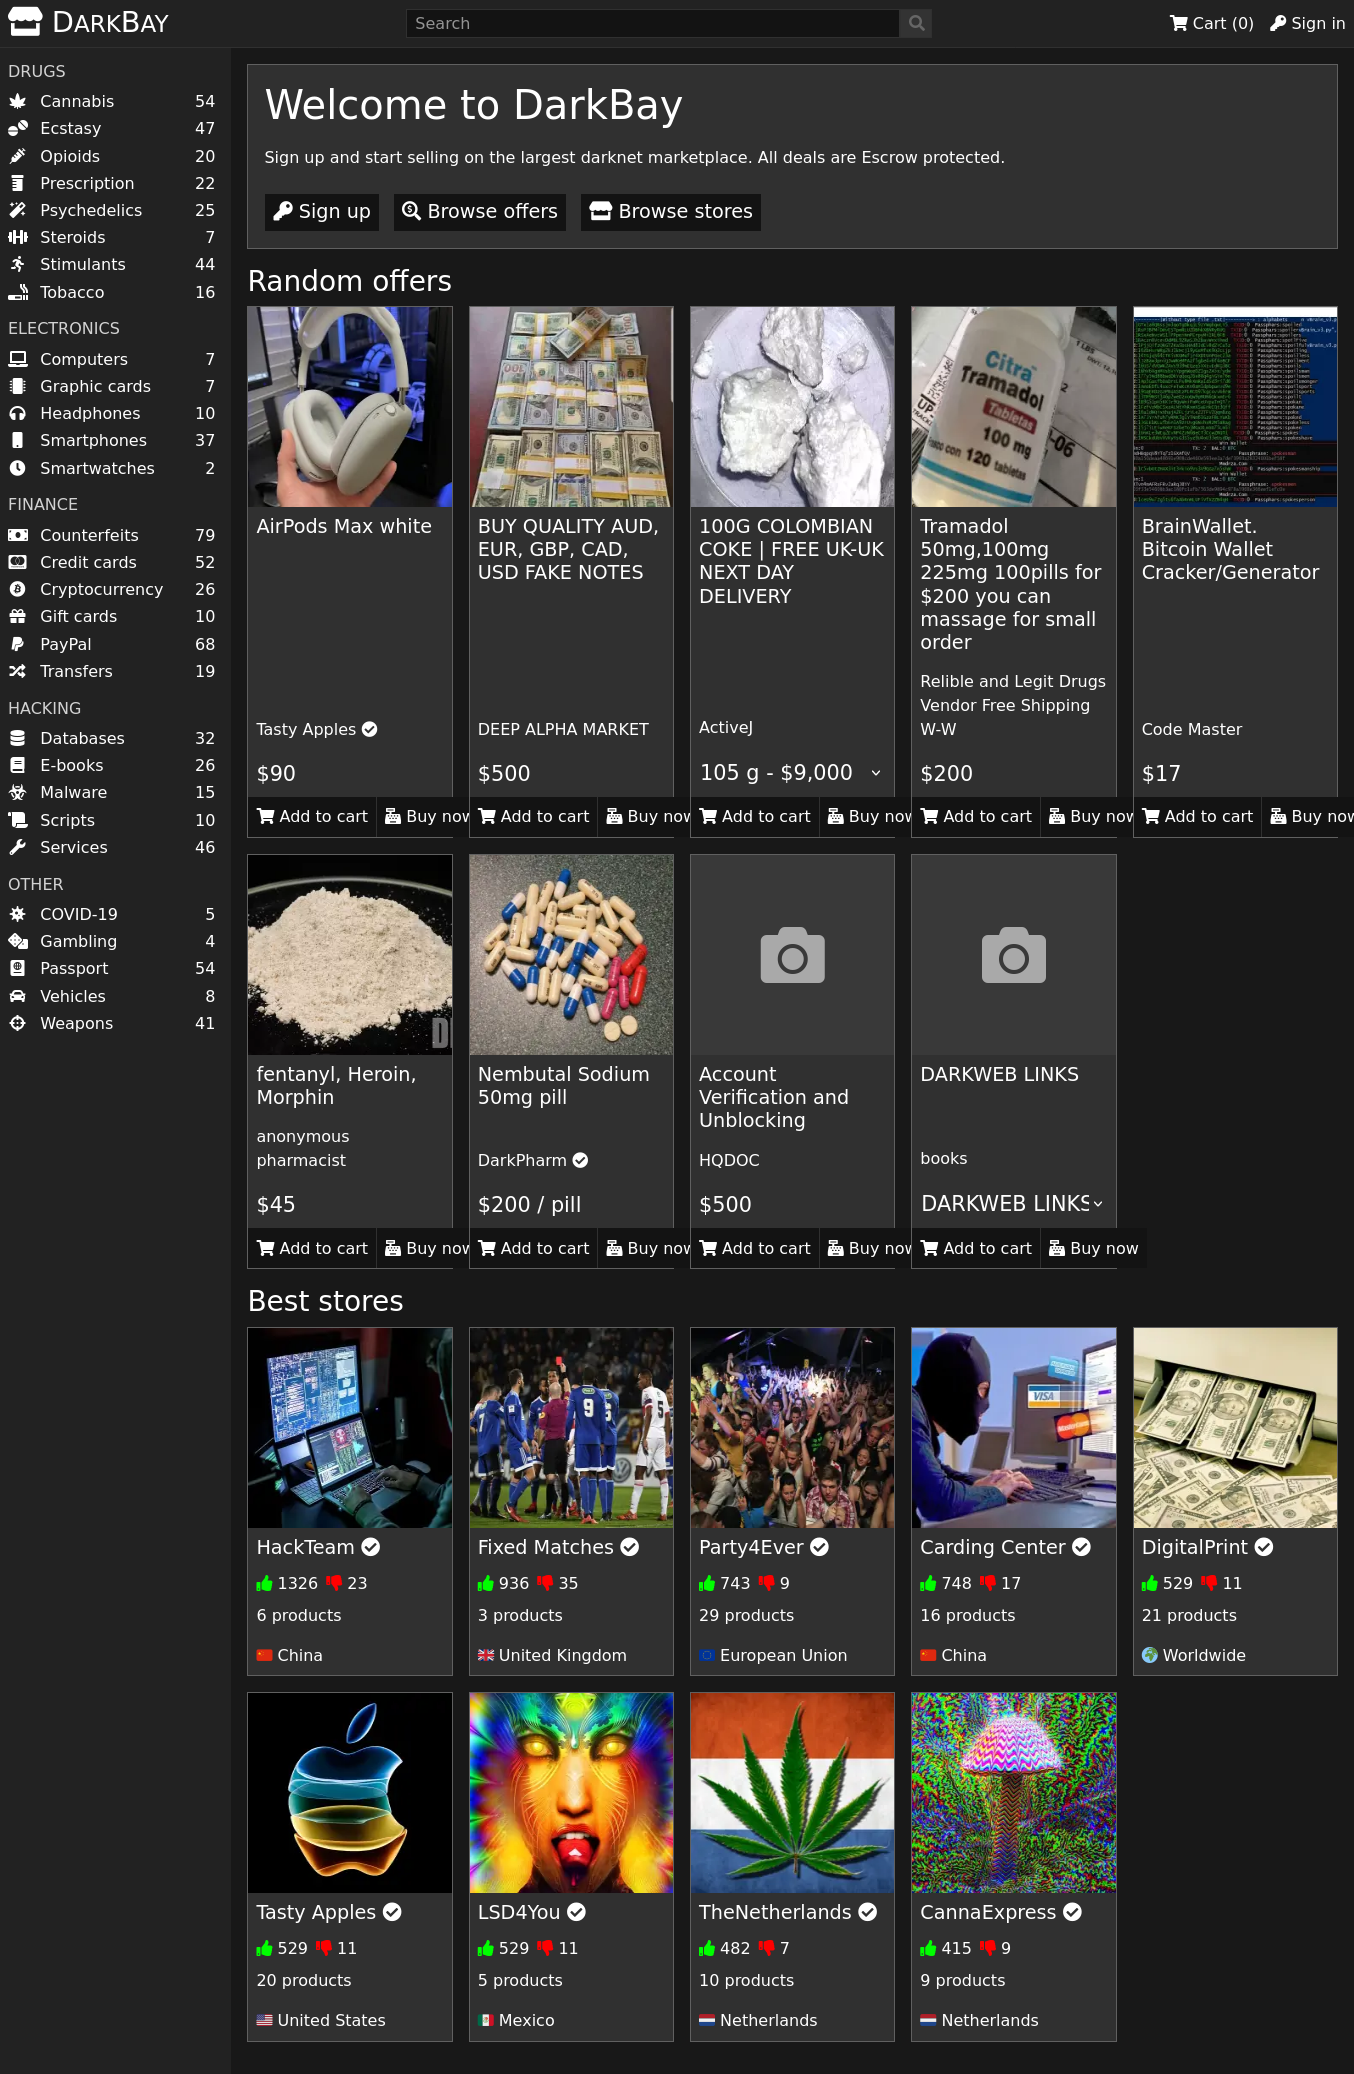 DARKBAY
Search
Cart (0)
Sign in
DRUGS
Cannabis 54
Ecstasy 47
Opioids 20
Prescription 22
Psychedelics 25
Steroids 7
Stimulants 44
Tobacco 16
ELECTRONICS
Computers 7
Graphic cards 7
Headphones 10
Smartphones 37
Smartwatches 2
FINANCE
Counterfeits 79
Credit cards 52
Cryptocurrency 26
Gift cards 10
PayPal 68
Transfers 19
HACKING
Databases 32
E-books 26
Malware 15
Scripts 10
Services 46
OTHER
COVID-19 5
Gambling 4
Passport 54
Vehicles 8
Weapons 41
Welcome to DarkBay
Sign up and start selling on the largest darknet marketplace. All deals are Escrow protected.
Sign up
Browse offers
Browse stores
Random offers
AirPods Max white
Tasty Apples
$90
Add to cart
Buy now
BUY QUALITY AUD,
EUR, GBP, CAD,
USD FAKE NOTES
DEEP ALPHA MARKET
$500
Add to cart
Buy now
100G COLOMBIAN
COKE | FREE UK-UK
NEXT DAY
DELIVERY
ActiveJ
105 g - $9,000
Add to cart
Buy now
Citra
Tramadol
Tabletas
100 mg
con 120 tabletas
-06
Tramadol
50mg,100mg
225mg 100pills for
$200 you can
massage for small
order
Relible and Legit Drugs
Vendor Free Shipping
W-W
$200
Add to cart
Buy now
BrainWallet.
Bitcoin Wallet
Cracker/Generator
Code Master
$17
Add to cart
Buy now
fentanyl, Heroin,
Morphin
anonymous
pharmacist
$45
Add to cart
Buy now
Nembutal Sodium
50mg pill
DarkPharm
$200 / pill
Add to cart
Buy now
Account
Verification and
Unblocking
HQDOC
$500
Add to cart
Buy now
DARKWEB LINKS
books
DARKWEB LINKS
Add to cart
Buy now
Best stores
HackTeam
1326 23
6 products
China
Fixed Matches
936 35
3 products
United Kingdom
Party4Ever
743 9
29 products
European Union
VISA
MasterCard
Carding Center
748 17
16 products
China
DigitalPrint
529 11
21 products
Worldwide
Tasty Apples
529 11
20 products
United States
LSD4You
529 11
5 products
Mexico
TheNetherlands
482 7
10 products
Netherlands
CannaExpress
415 9
9 products
Netherlands